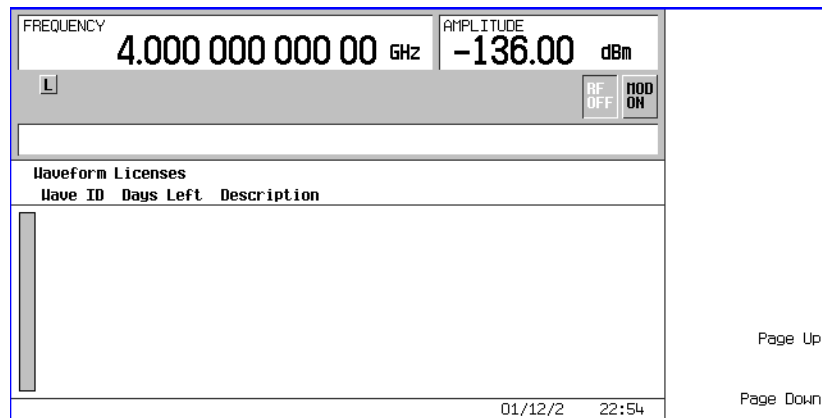 FREQUENCY
4.000 000 000 00 GHz
AMPLITUDE
-136.00 dBm
L
RF OFF
MOD ON
Waveform Licenses
Wave ID Days Left Description
Page Up
Page Down
01/12/2 22:54